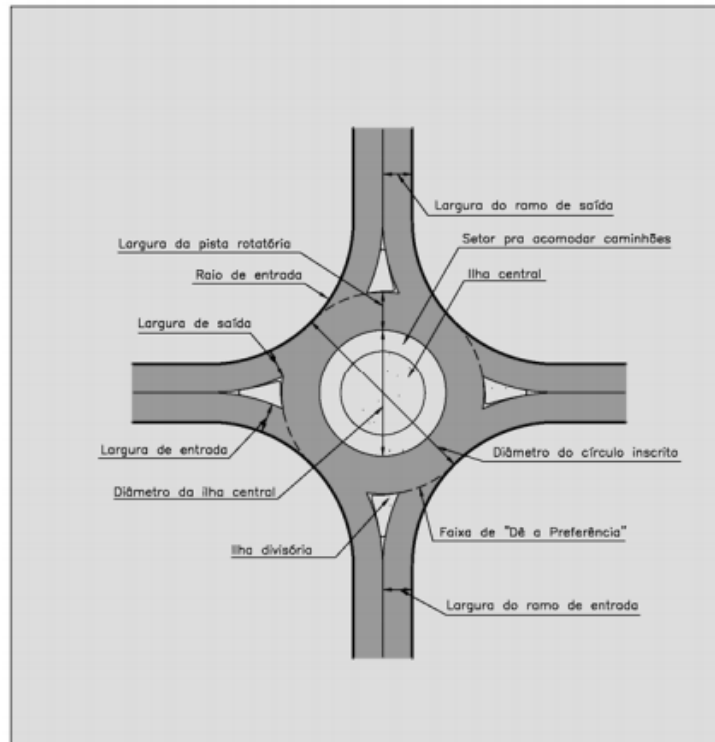 Largura do ramo de saída
Setor pra acomodar caminhões
Largura da pista rotatória
Ilha central
Raio de entrada
Largura de saída
Largura de entrada
Diâmetro do círculo inscrito
Diâmetro da ilha central
Faixa de "Dê a Preferência"
Ilha divisória
Largura do ramo de entrada